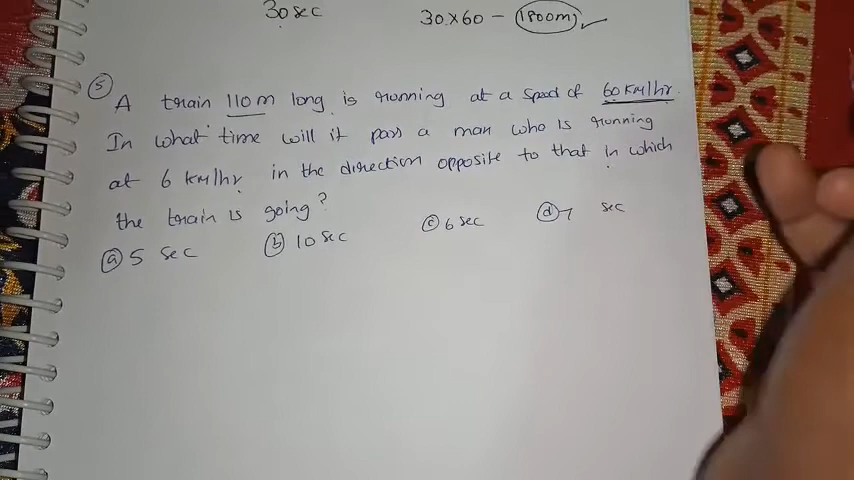 30 sec 30×60 - 1800m
⑤ A train 110m long is running at a speed of 60 Km/hr.
In what time will it pass a man who is running
at 6 km/hr in the direction opposite to that in which
the train is going?
ⓐ 5 sec ⓑ 10 sec ⓒ 6 sec ⓓ 7 sec